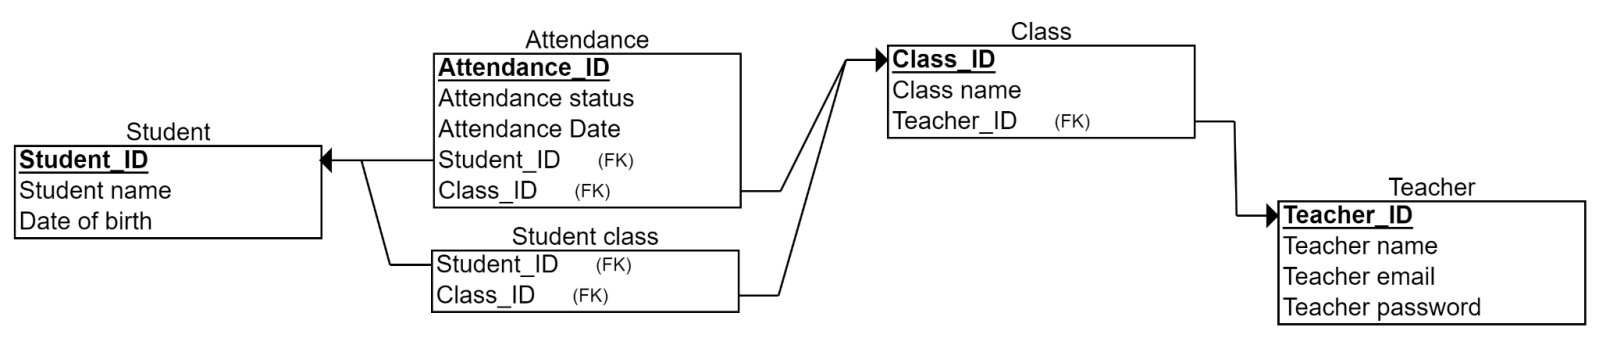 Student
Student_ID
Student name
Date of birth
Attendance
Attendance_ID
Attendance status
Attendance Date
Student_ID (FK)
Class_ID (FK)
Student class
Student_ID (FK)
Class_ID (FK)
Class
Class_ID
Class name
Teacher_ID (FK)
Teacher
Teacher_ID
Teacher name
Teacher email
Teacher password